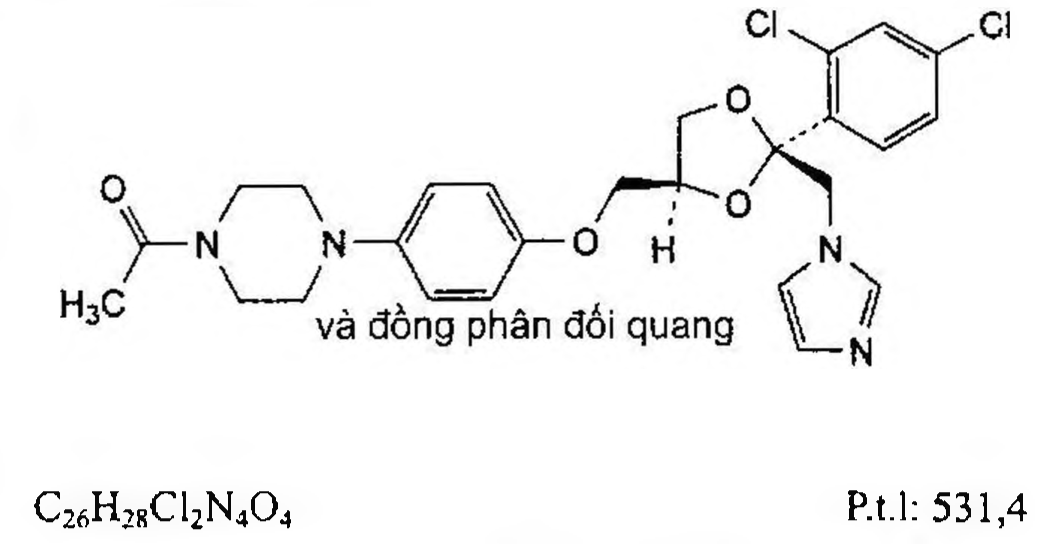 Cl
Cl
O
O
N
N
O
O
H
N
H₃C
N
và đồng phân đối quang
C₂₆H₂₈Cl₂N₄O₄
P.t.l: 531,4